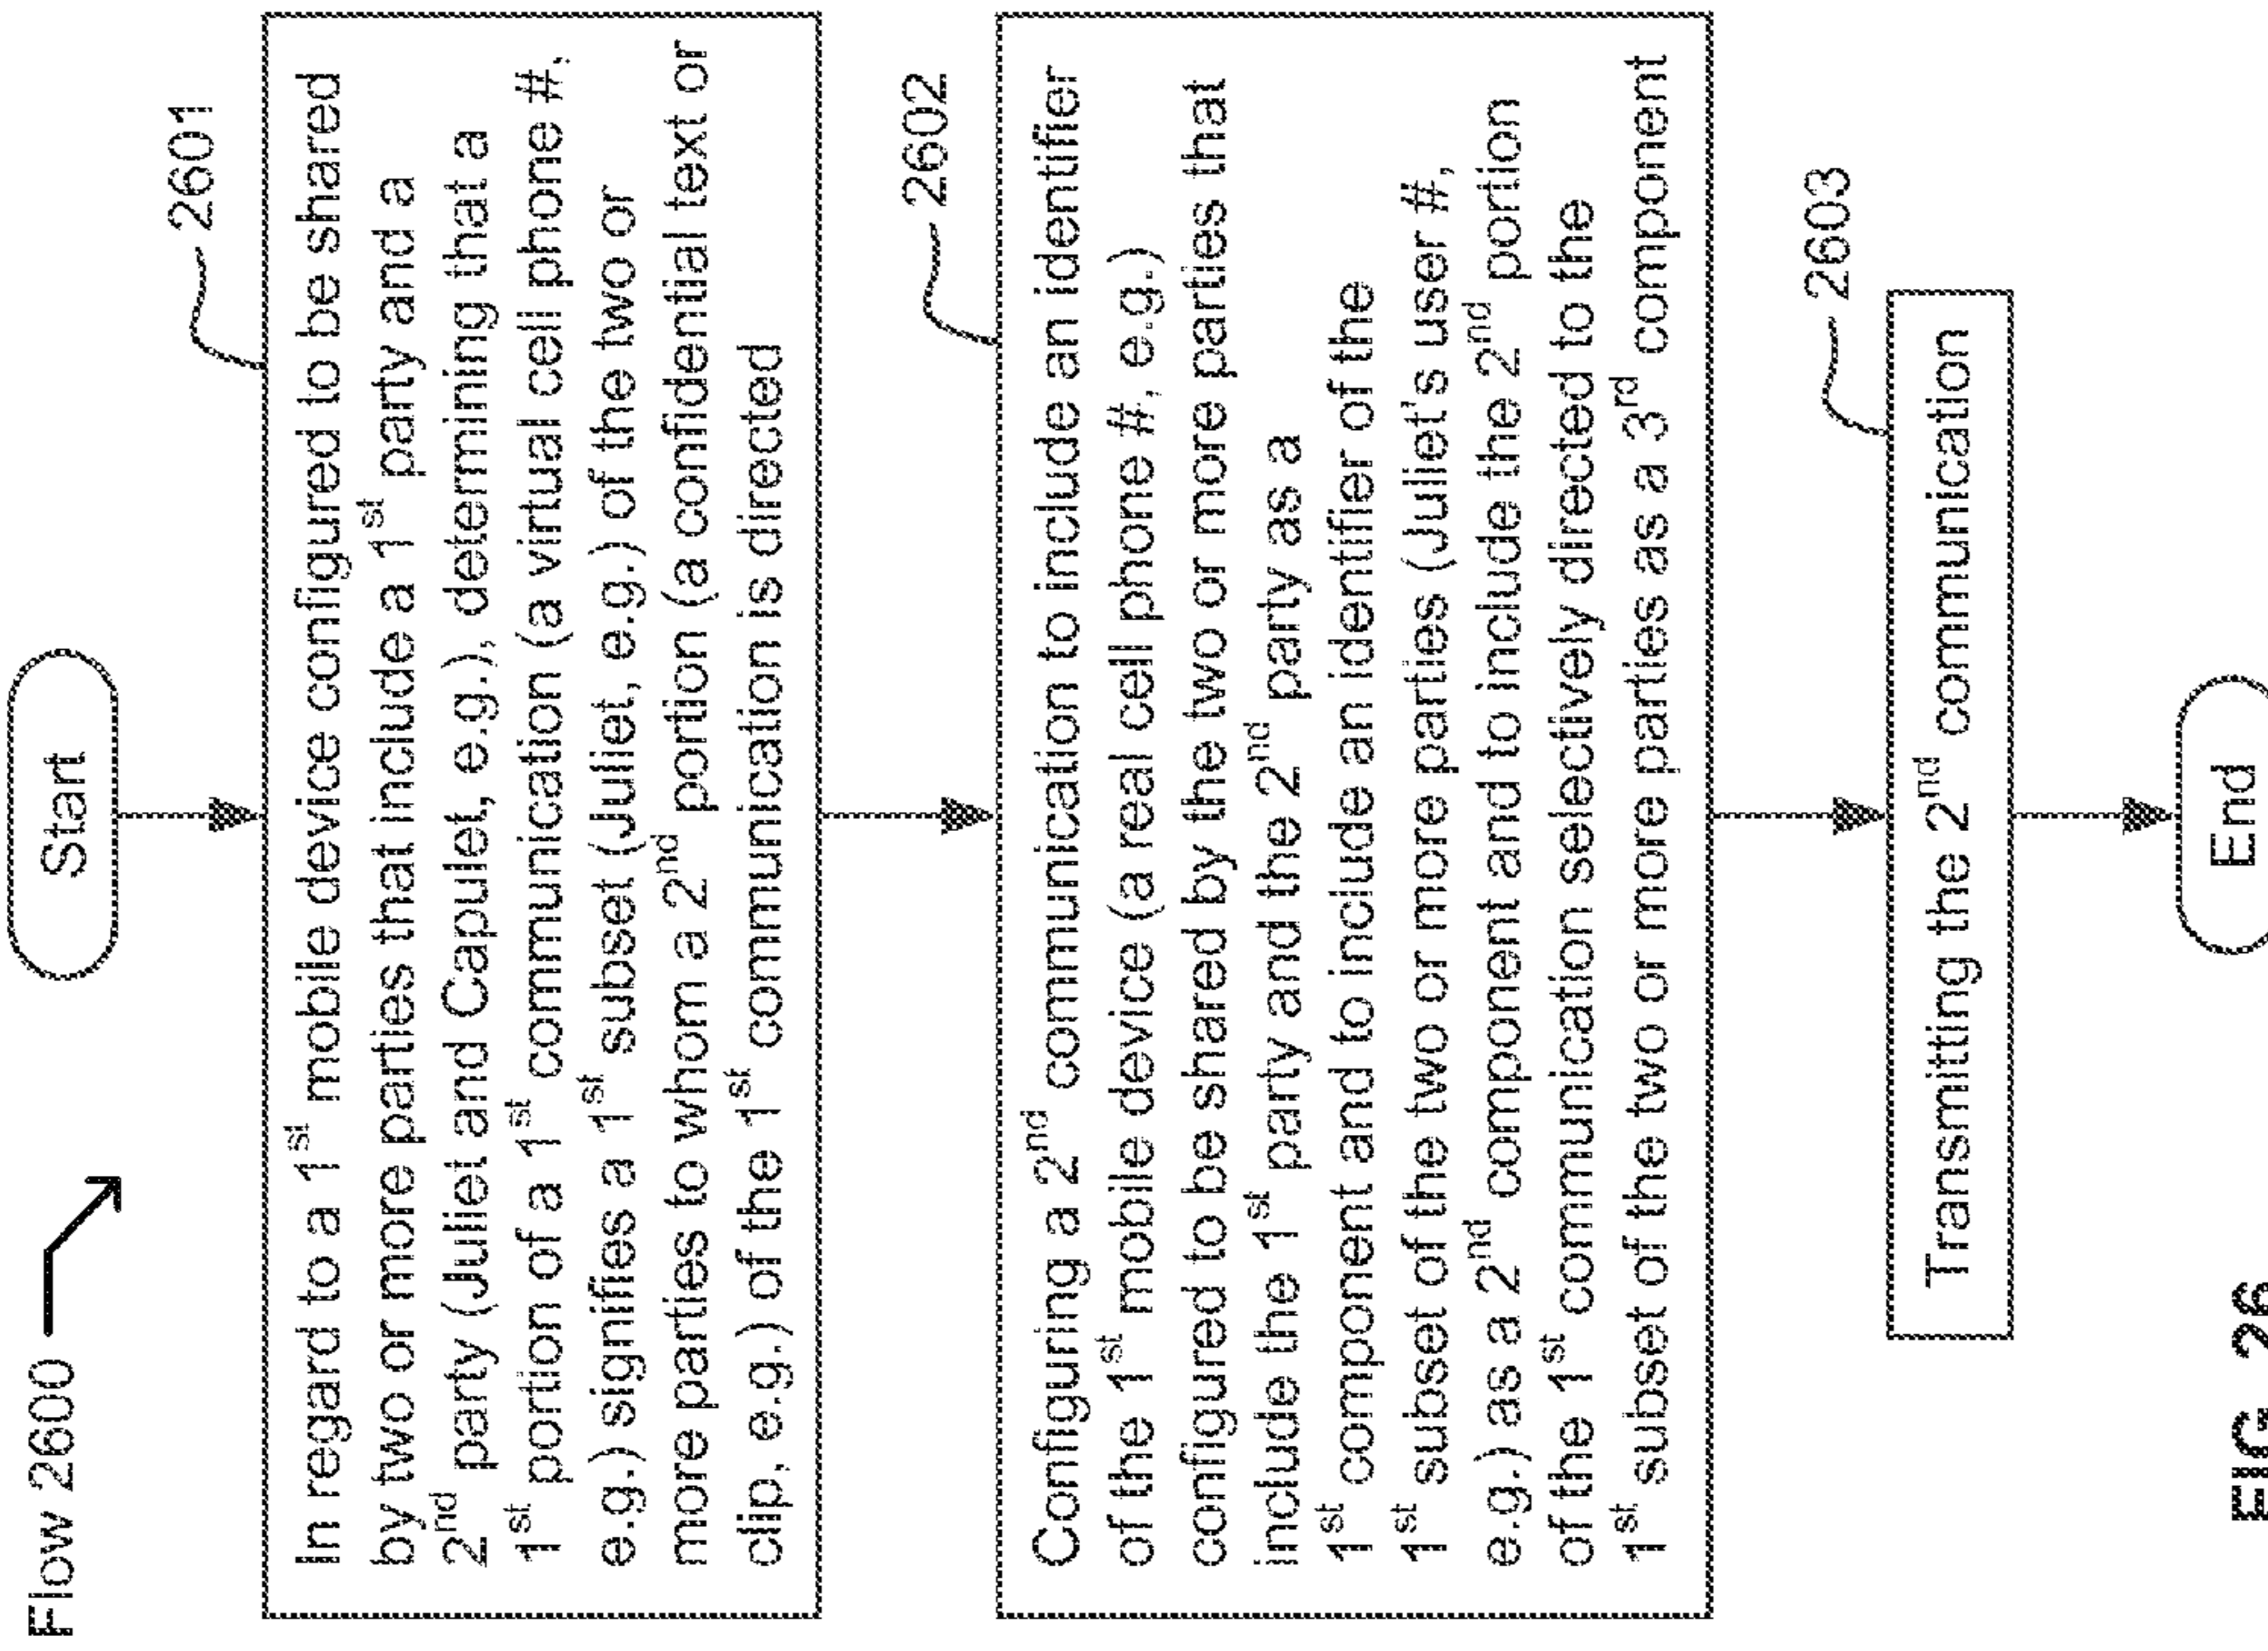 Flow 2600
Start
2601
In regard to a 1st mobile device configured to be shared
by two or more parties that include a 1st party and a
2nd party (Juliet and Capulet, e.g.), determining that a
1st portion of a 1st communication (a virtual cell phone #,
e.g.) signifies a 1st subset (Juliet, e.g.) of the two or
more parties to whom a 2nd portion (a confidential text or
clip, e.g.) of the 1st communication is directed
2602
Configuring a 2nd communication to include an identifier
of the 1st mobile device (a real cell phone #, e.g.)
configured to be shared by the two or more parties that
include the 1st party and the 2nd party as a
1st component and to include an identifier of the
1st subset of the two or more parties (Juliet's user #,
e.g.) as a 2nd component and to include the 2nd portion
of the 1st communication selectively directed to the
1st subset of the two or more parties as a 3rd component
2603
Transmitting the 2nd communication
End
FIG. 26